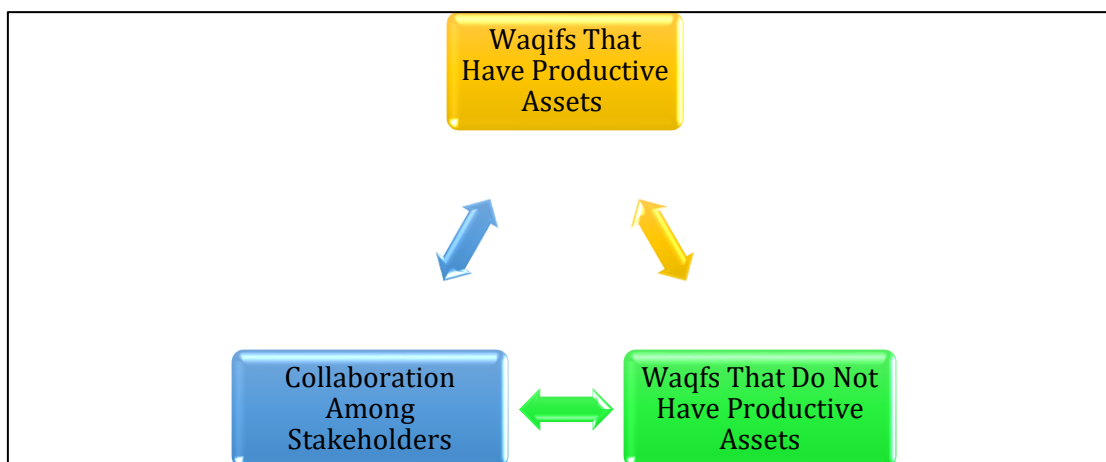 Waqifs That
Have Productive
Assets
Collaboration
Among
Stakeholders
Waqfs That Do Not
Have Productive
Assets